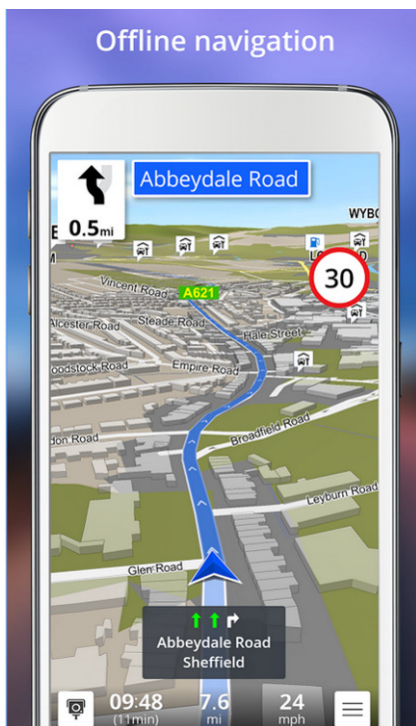 Offline navigation
Abbeydale Road
0.5mi
WYBO
30
Vincent Road
A621
Alcester Road
Steade Road
Hale Street
oodstock Road
Empire Road
don Road
Broadfield Road
Leyburn Road
Glen Road
Abbeydale Road
Sheffield
09:48
7.6
24
(11min)
mi
mph